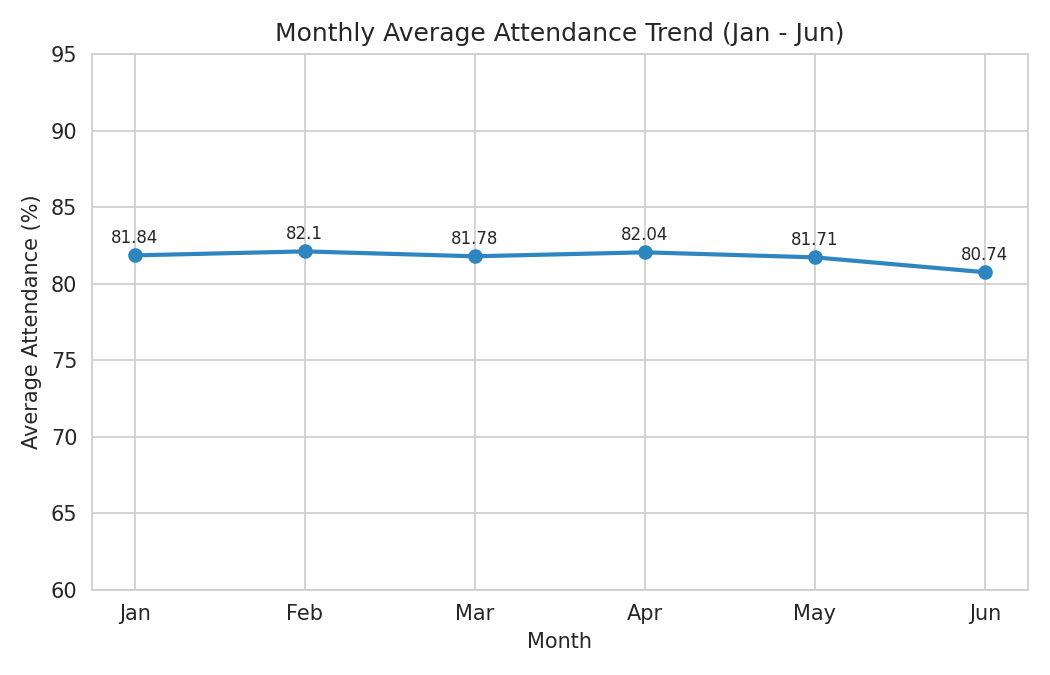 Monthly Average Attendance Trend (Jan - Jun)
95
90
85
80
75
70
65
60
Average Attendance (%)
81.84
82.1
81.78
82.04
81.71
80.74
Jan
Feb
Mar
Apr
May
Jun
Month